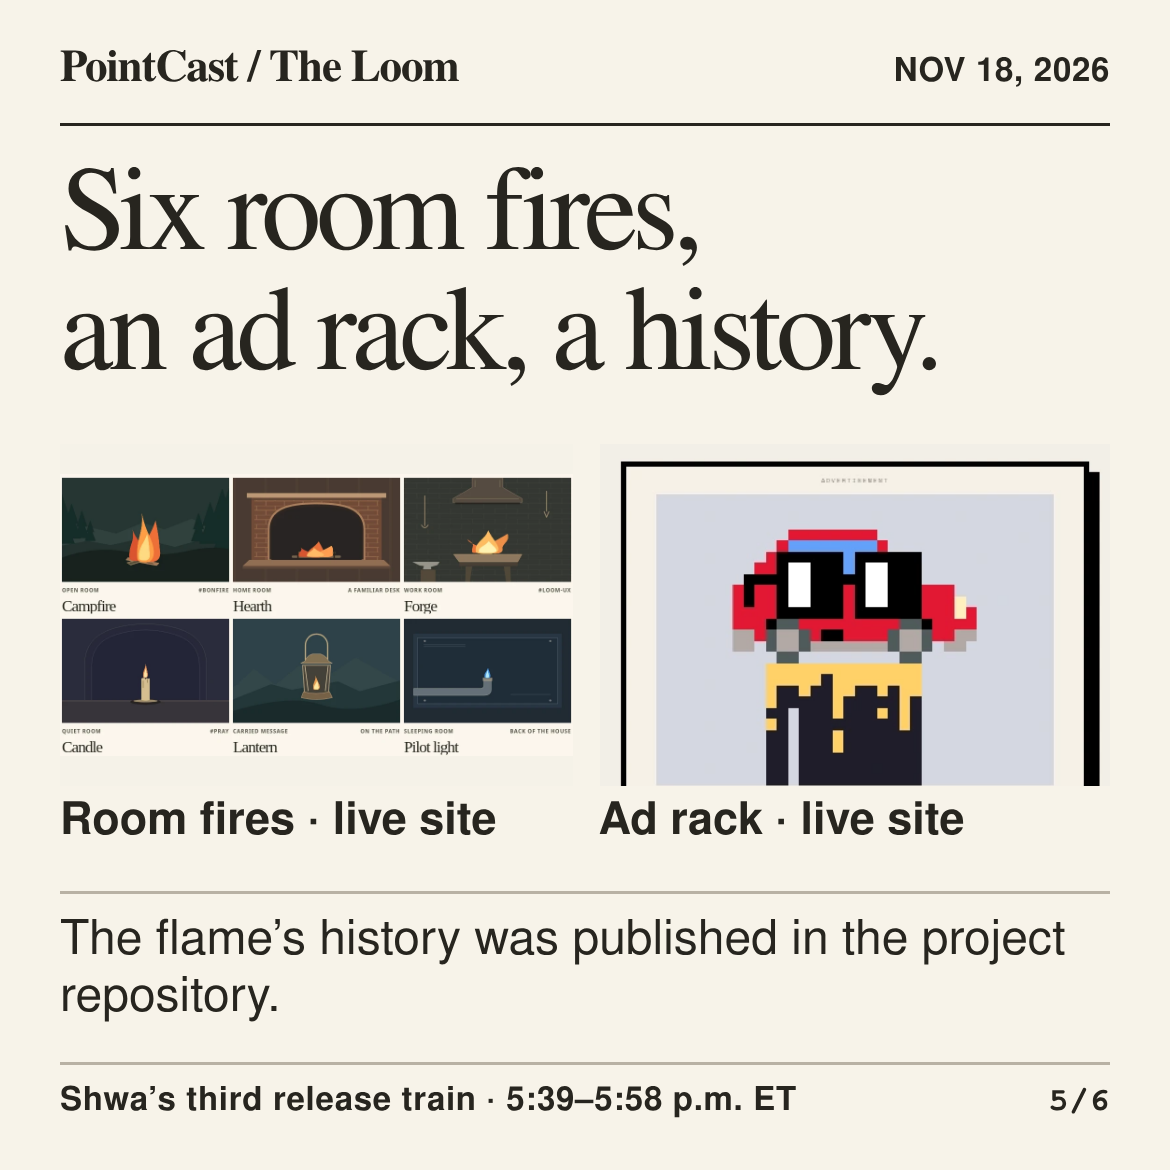 PointCast / The Loom
NOV 18, 2026
Six room fires,
an ad rack, a history.
OPEN ROOM #BONFIRE
Campfire
HOME ROOM A FAMILIAR DESK
Hearth
WORK ROOM #LOOM-UX
Forge
QUIET ROOM #PRAY
Candle
CARRIED MESSAGE ON THE PATH
Lantern
SLEEPING ROOM BACK OF THE HOUSE
Pilot light
ADVERTISEMENT
Room fires · live site
Ad rack · live site
The flame’s history was published in the project
repository.
Shwa’s third release train · 5:39–5:58 p.m. ET
5/6